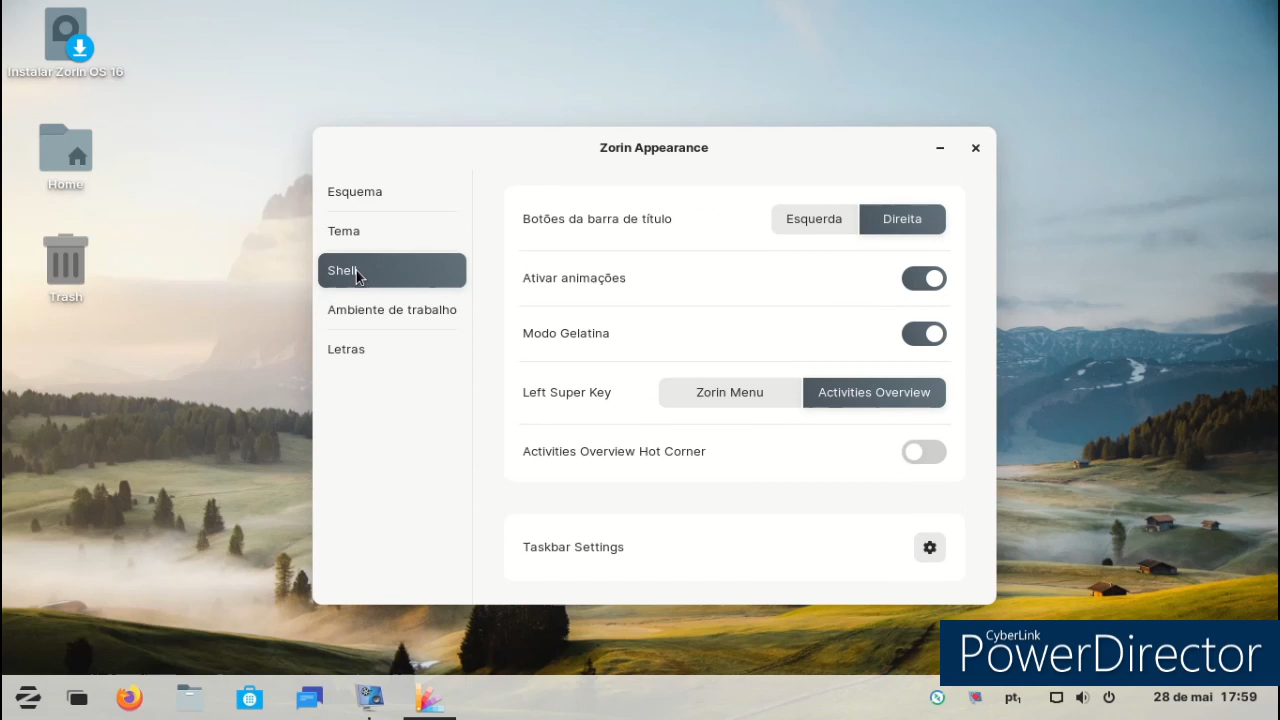 Instalar Zorin OS 16
Home
Trash
Zorin Appearance
Esquema
Tema
Shell
Ambiente de trabalho
Letras
Botões da barra de título
Esquerda
Direita
Ativar animações
Modo Gelatina
Left Super Key
Zorin Menu
Activities Overview
Activities Overview Hot Corner
Taskbar Settings
CyberLink
PowerDirector
pt₁
28 de mai 17:59